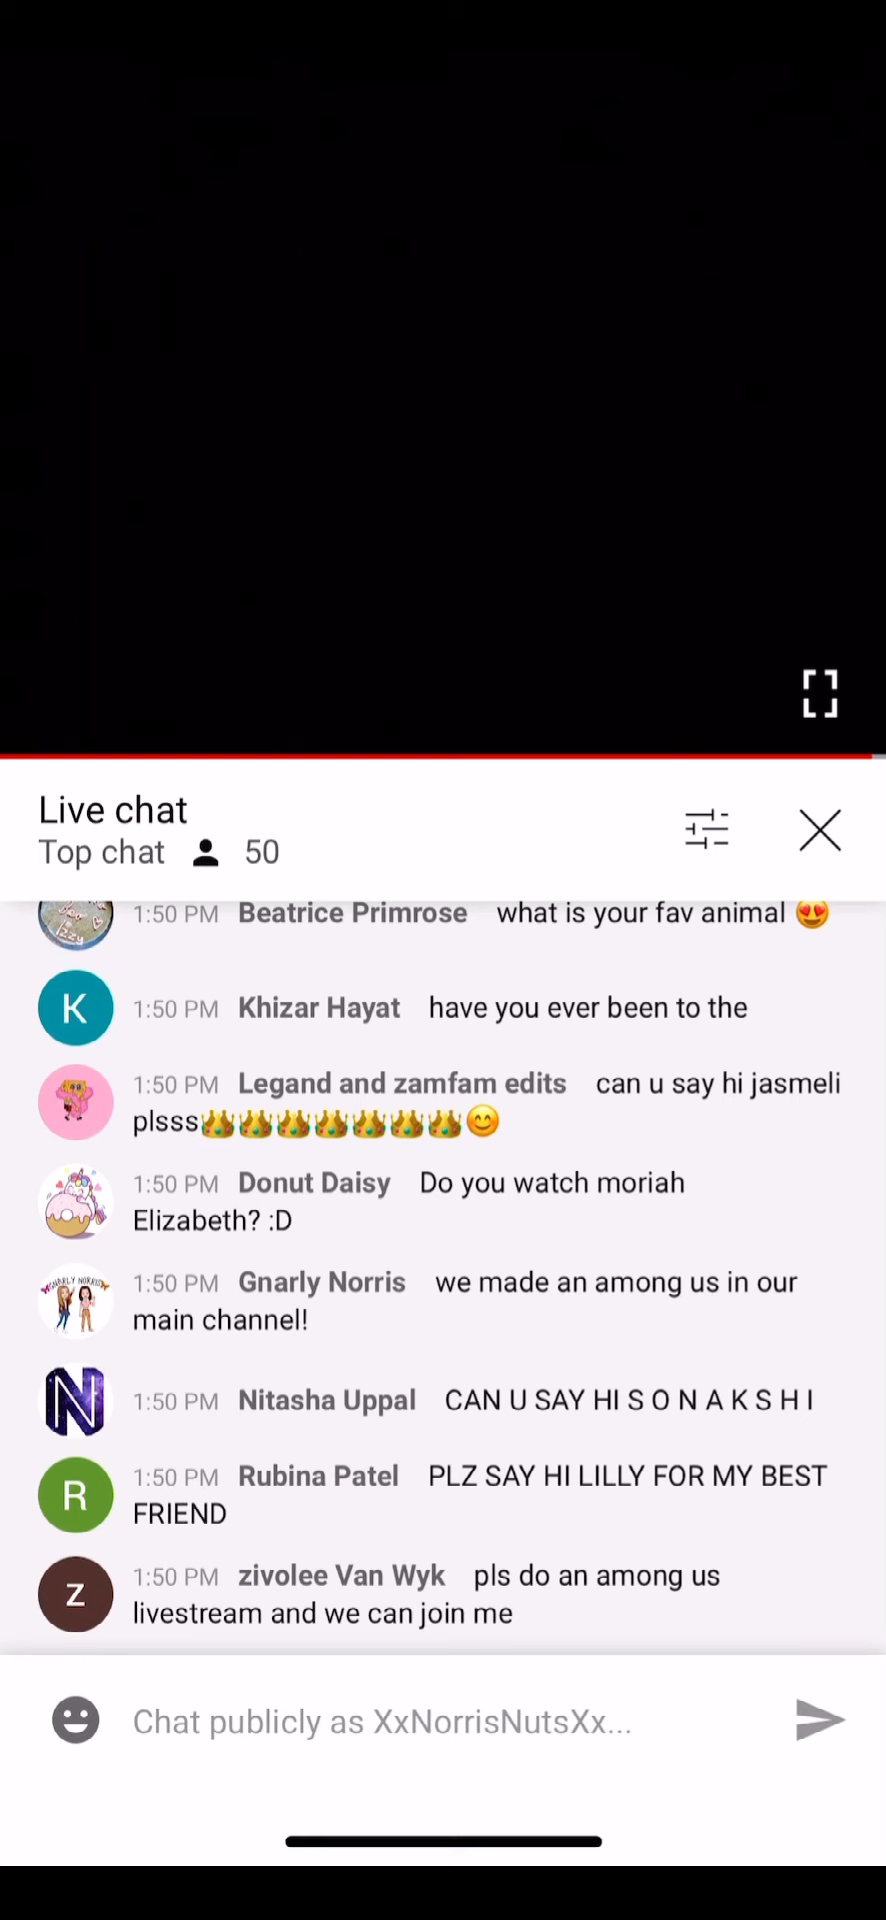 Live chat
Top chat 50
1:50 PM Beatrice Primrose what is your fav animal 😍
K 1:50 PM Khizar Hayat have you ever been to the
1:50 PM Legand and zamfam edits can u say hi jasmeli
plsss👑👑👑👑👑👑👑😊
1:50 PM Donut Daisy Do you watch moriah
Elizabeth? :D
GNARLY NORRIS
1:50 PM Gnarly Norris we made an among us in our
main channel!
N 1:50 PM Nitasha Uppal CAN U SAY HI S O N A K S H I
R 1:50 PM Rubina Patel PLZ SAY HI LILLY FOR MY BEST
FRIEND
z 1:50 PM zivolee Van Wyk pls do an among us
livestream and we can join me
Chat publicly as XxNorrisNutsXx...